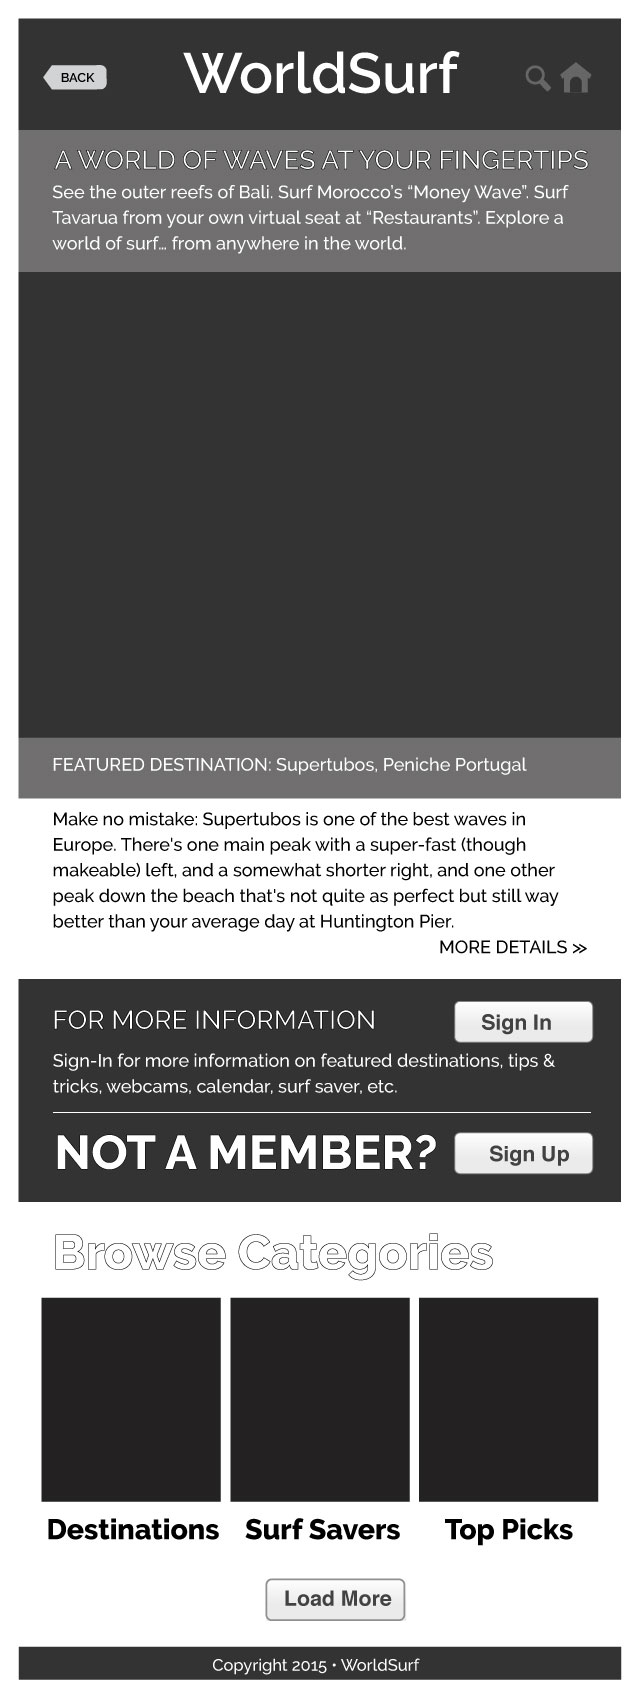 BACK
WorldSurf
A WORLD OF WAVES AT YOUR FINGERTIPS
See the outer reefs of Bali. Surf Morocco’s “Money Wave”. Surf
Tavarua from your own virtual seat at “Restaurants”. Explore a
world of surf... from anywhere in the world.
FEATURED DESTINATION: Supertubos, Peniche Portugal
Make no mistake: Supertubos is one of the best waves in
Europe. There's one main peak with a super-fast (though
makeable) left, and a somewhat shorter right, and one other
peak down the beach that's not quite as perfect but still way
better than your average day at Huntington Pier.
MORE DETAILS >>
FOR MORE INFORMATION
Sign In
Sign-In for more information on featured destinations, tips &
tricks, webcams, calendar, surf saver, etc.
NOT A MEMBER?
Sign Up
Browse Categories
Destinations Surf Savers Top Picks
Load More
Copyright 2015 • WorldSurf